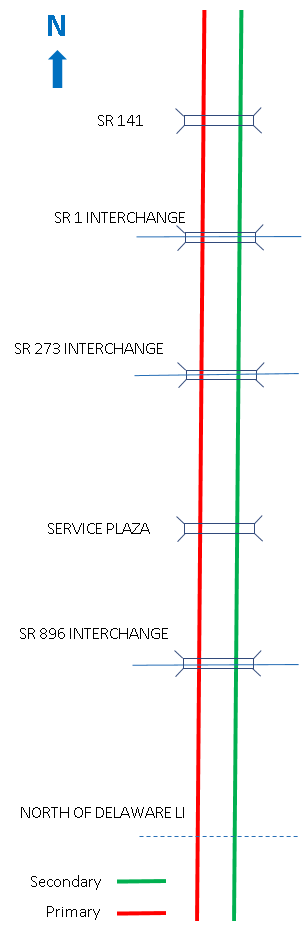 N
SR 141
SR 1 INTERCHANGE
SR 273 INTERCHANGE
SERVICE PLAZA
SR 896 INTERCHANGE
NORTH OF DELAWARE LI
Secondary
Primary